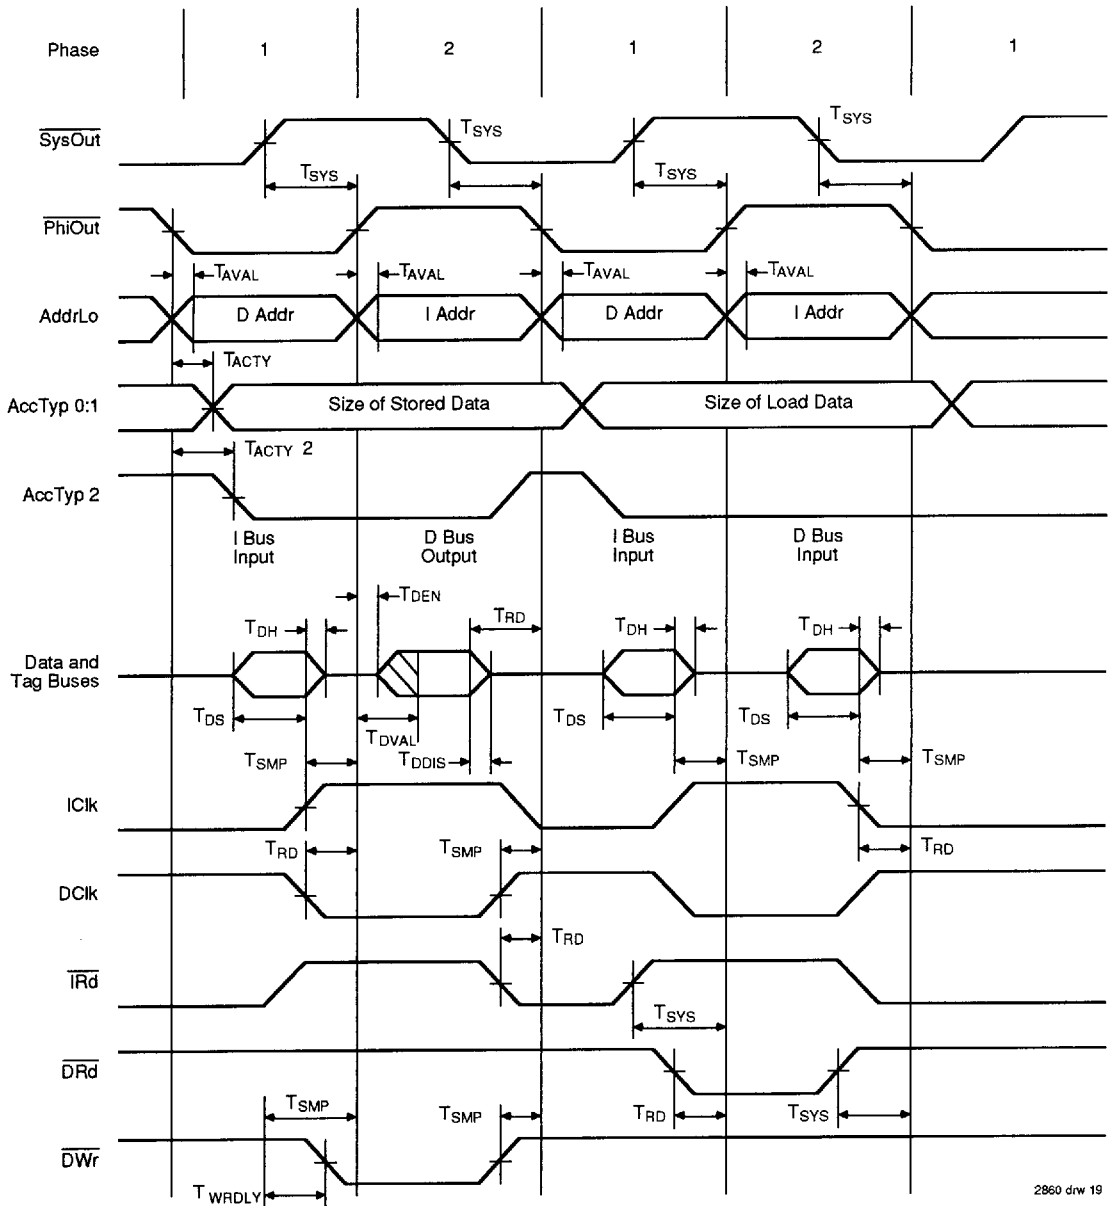 Phase 1 2 1 2 1
SysOut
TSYS TSYS
TSYS TSYS
PhiOut
TAVAL TAVAL TAVAL TAVAL
AddrLo D Addr I Addr D Addr I Addr
TACTY
AccTyp 0:1 Size of Stored Data Size of Load Data
TACTY 2
AccTyp 2
I Bus Input D Bus Output I Bus Input D Bus Input
TDEN
TRD
TDH TDH TDH
Data and
Tag Buses
TDS TDVAL TDS TDS
TSMP TDDIS TSMP TSMP
IClk
TRD TSMP TRD
DClk
TRD
IRd
TSYS
DRd
TSMP TSMP TRD TSYS
DWr
TWRDLY
2860 drw 19